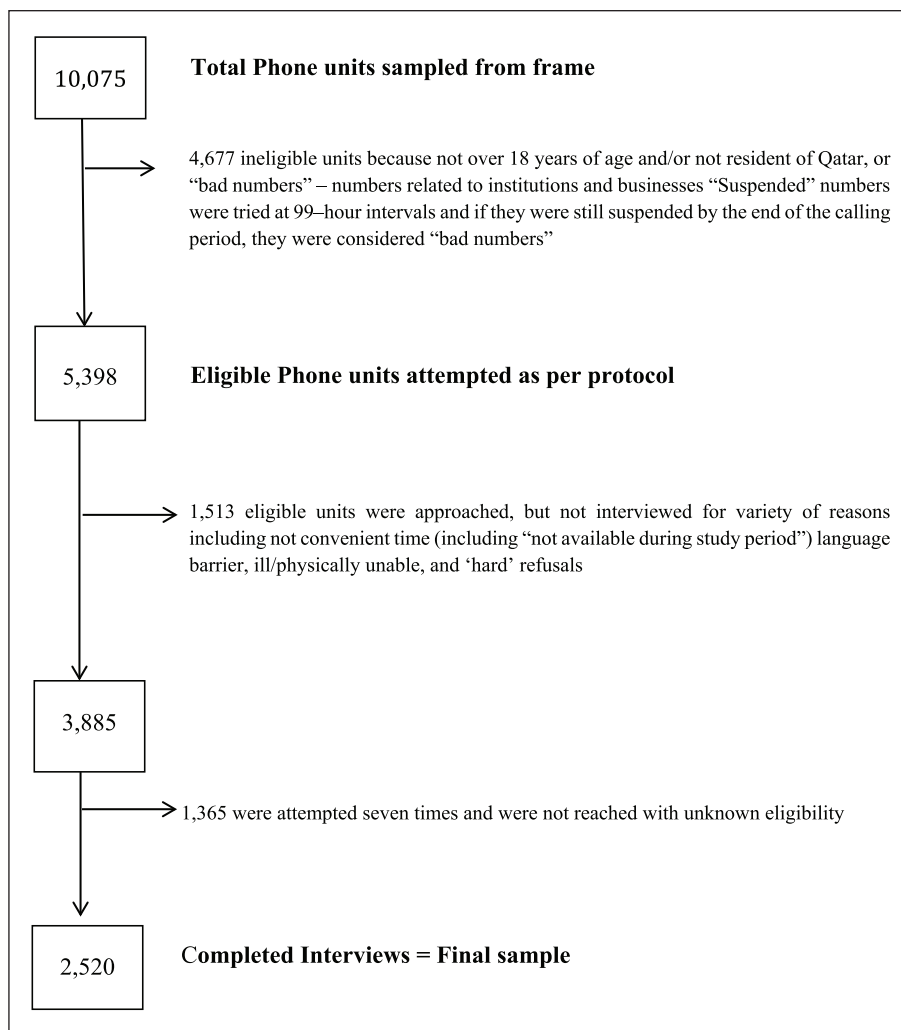 10,075
Total Phone units sampled from frame
4,677 ineligible units because not over 18 years of age and/or not resident of Qatar, or
“bad numbers” – numbers related to institutions and businesses “Suspended” numbers
were tried at 99–hour intervals and if they were still suspended by the end of the calling
period, they were considered “bad numbers”
5,398
Eligible Phone units attempted as per protocol
1,513 eligible units were approached, but not interviewed for variety of reasons
including not convenient time (including “not available during study period”) language
barrier, ill/physically unable, and ‘hard’ refusals
3,885
1,365 were attempted seven times and were not reached with unknown eligibility
2,520
Completed Interviews = Final sample